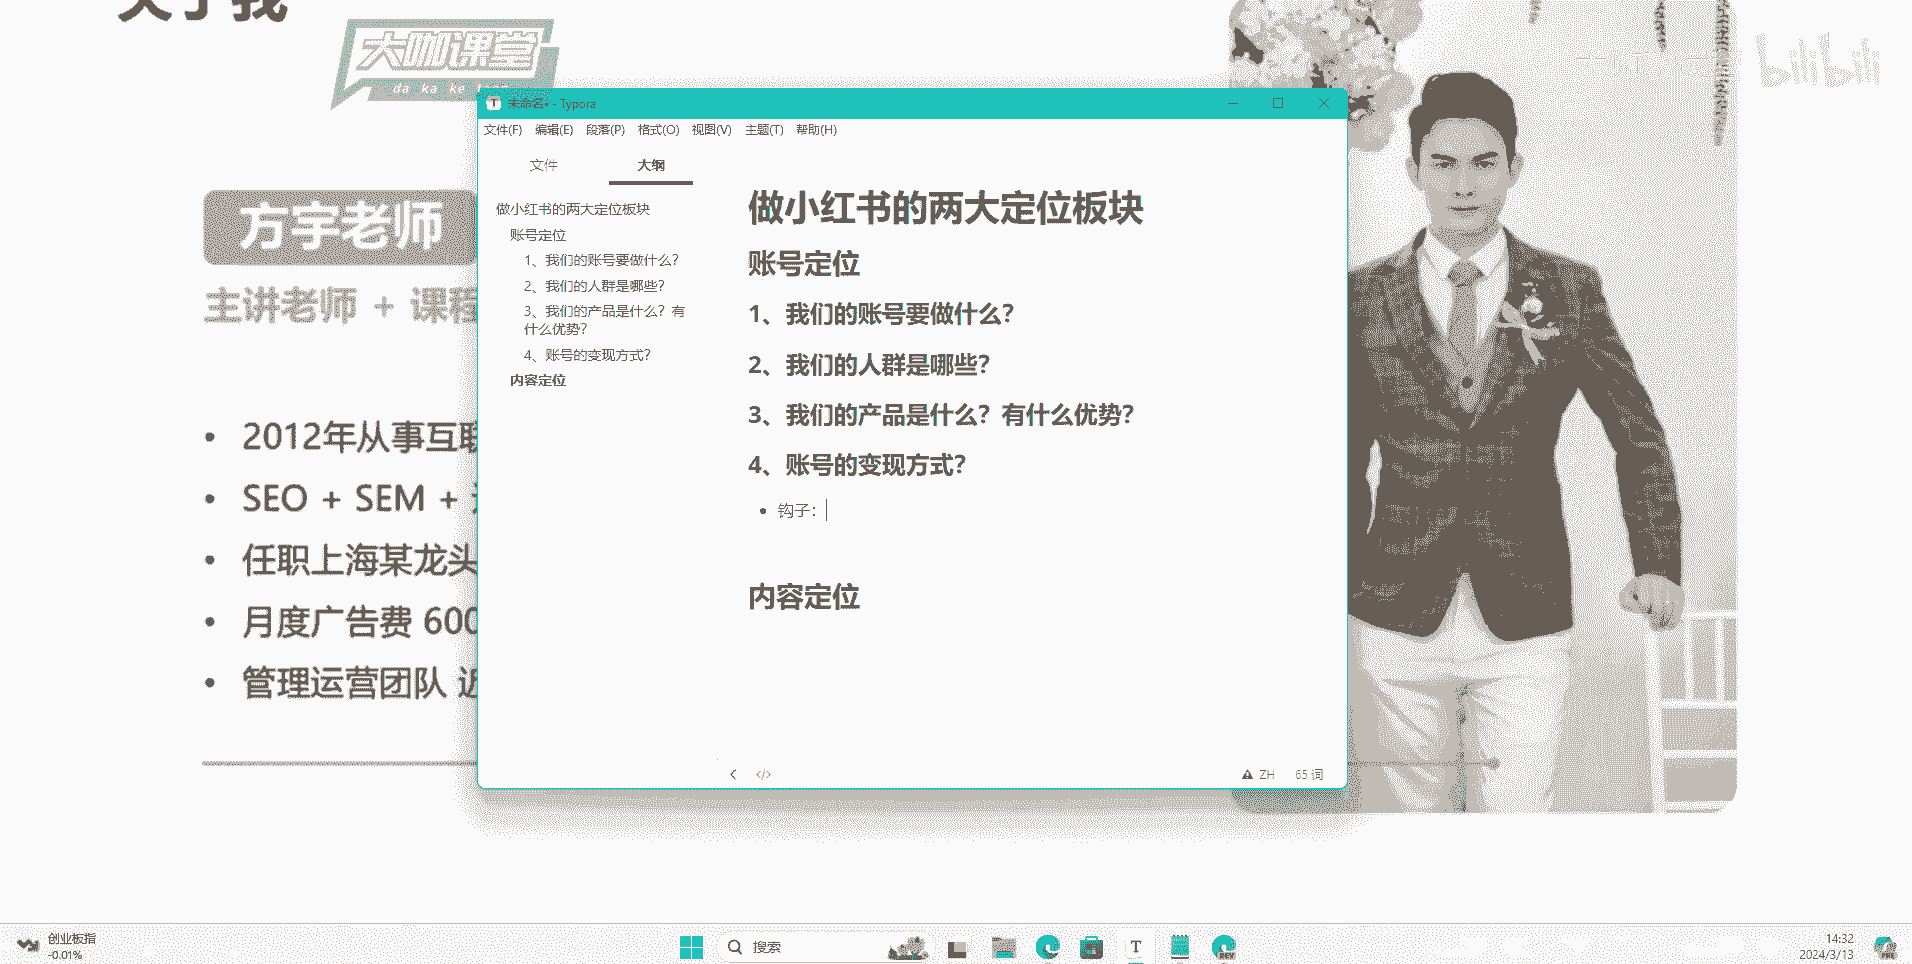 关于我
大咖课堂
da ka ke
bilibili
方宇老师
主讲老师 + 课程
2012年从事互联
SEO + SEM +
任职上海某龙头
月度广告费 600
管理运营团队 近
未命名• - Typora
文件(F) 编辑(E) 段落(P) 格式(O) 视图(V) 主题(T) 帮助(H)
文件 大纲
做小红书的两大定位板块
账号定位
1、我们的账号要做什么？
2、我们的人群是哪些？
3、我们的产品是什么？有
什么优势？
4、账号的变现方式？
内容定位
做小红书的两大定位板块
账号定位
1、我们的账号要做什么？
2、我们的人群是哪些？
3、我们的产品是什么？有什么优势？
4、账号的变现方式？
钩子：
内容定位
ZH 65 词
创业板指
-0.01%
搜索
14:32
2024/3/13